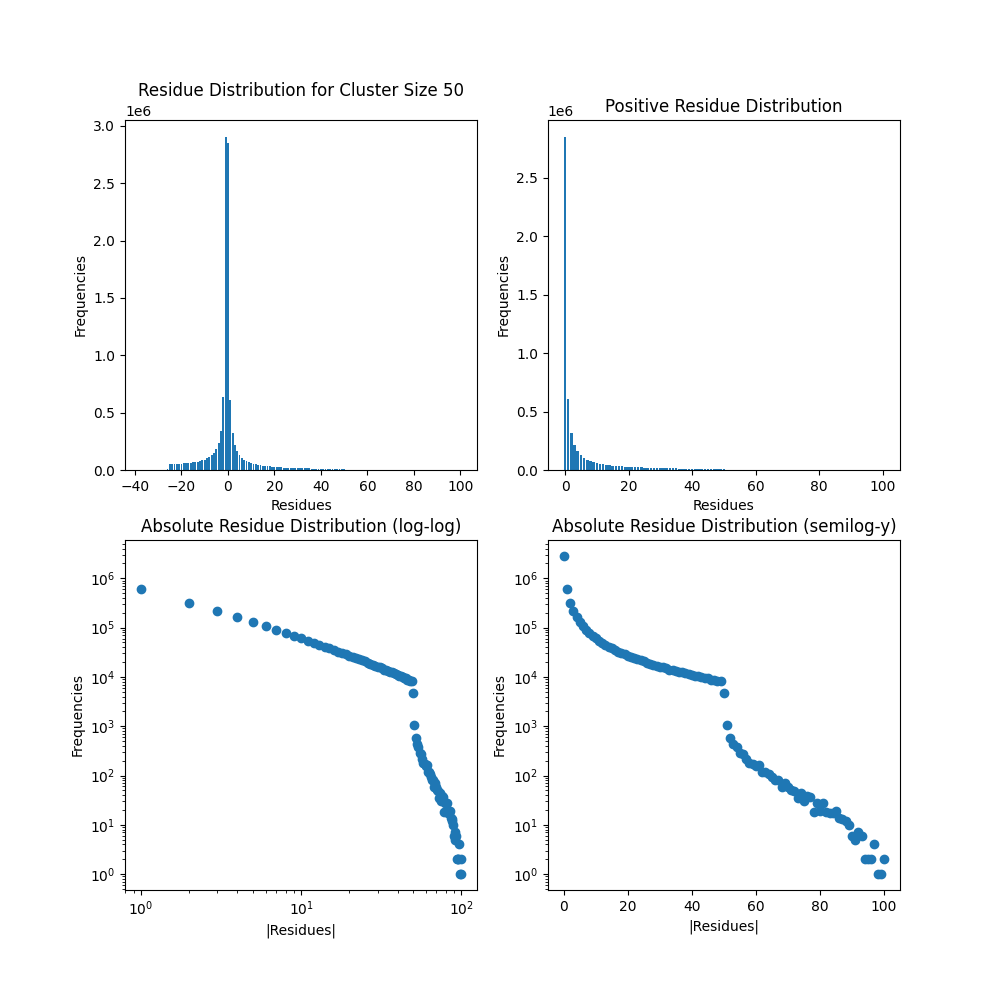 Residue Distribution for Cluster Size 50
1e6
3.0
2.5
2.0
1.5
1.0
0.5
0.0
Frequencies
−40 −20 0 20 40 60 80 100
Residues
Positive Residue Distribution
1e6
2.5
2.0
1.5
1.0
0.5
0.0
Frequencies
0 20 40 60 80 100
Residues
Absolute Residue Distribution (log-log)
10⁶
10⁵
10⁴
10³
10²
10¹
10⁰
Frequencies
10⁰ 10¹ 10²
|Residues|
Absolute Residue Distribution (semilog-y)
10⁶
10⁵
10⁴
10³
10²
10¹
10⁰
Frequencies
0 20 40 60 80 100
|Residues|